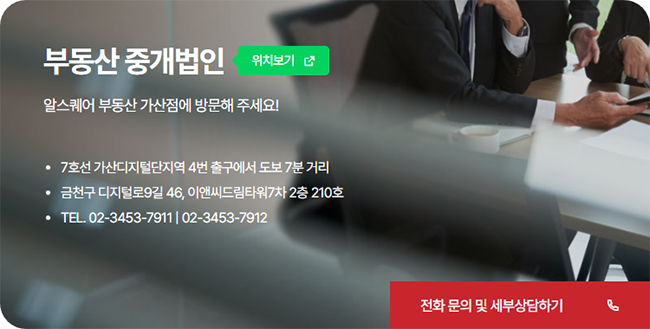 부동산 중개법인
위치보기
알스퀘어 부동산 가산점에 방문해 주세요!
• 7호선 가산디지털단지역 4번 출구에서 도보 7분 거리
• 금천구 디지털로9길 46, 이앤씨드림타워7차 2층 210호
• TEL. 02-3453-7911 | 02-3453-7912
전화 문의 및 세부상담하기